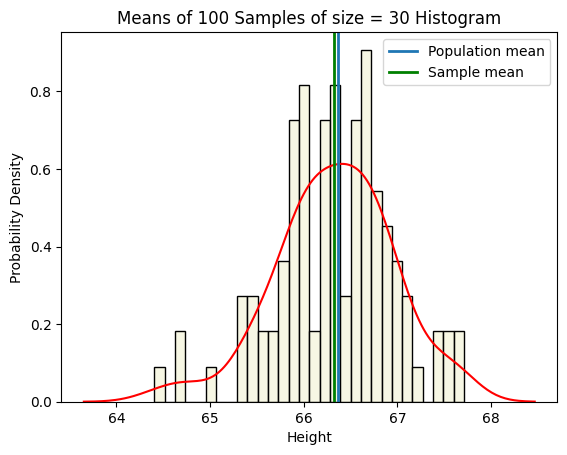 Means of 100 Samples of size = 30 Histogram
Population mean
Sample mean
0.8
0.6
0.4
0.2
0.0
Probability Density
64 65 66 67 68
Height